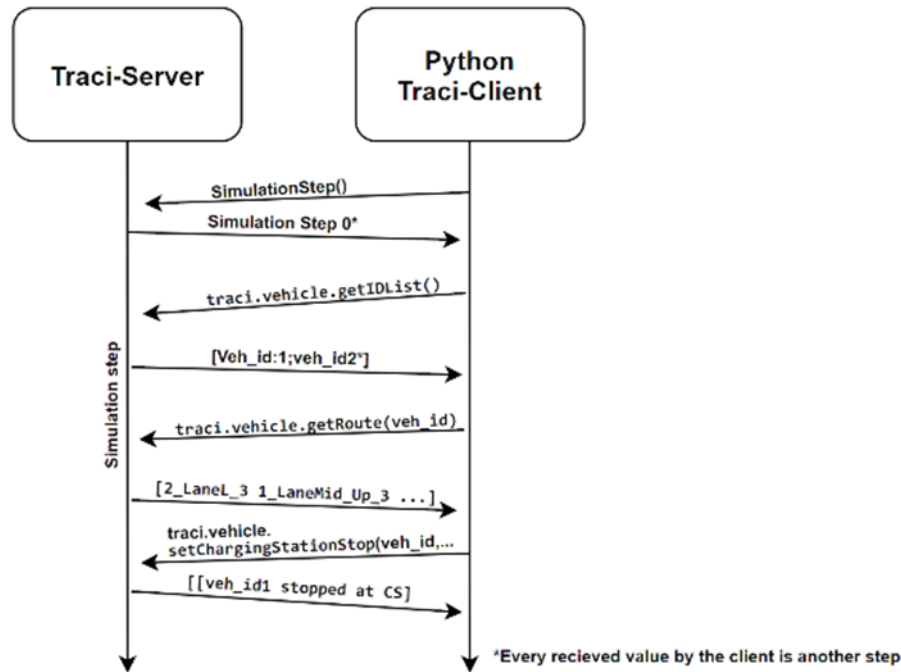 Traci-Server
Python
Traci-Client
SimulationStep()
Simulation Step 0*
traci.vehicle.getIDList()
[Veh_id:1;veh_id2*]
Simulation step
traci.vehicle.getRoute(veh_id)
[2_LaneL_3 1_LaneMid_Up_3 ...]
traci.vehicle.
setChargingStationStop(veh_id,...
[[veh_id1 stopped at CS]
*Every recieved value by the client is another step